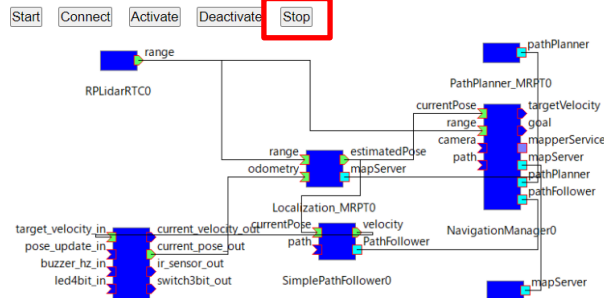 Start Connect Activate Deactivate Stop
range
RPLidarRTC0
pathPlanner
PathPlanner_MRPT0
currentPose
range
camera
path
targetVelocity
goal
mapperService
mapServer
pathPlanner
pathFollower
NavigationManager0
range
odometry
estimatedPose
mapServer
Localization_MRPT0
currentPose
path
velocity
PathFollower
SimplePathFollower0
target_velocity_in
pose_update_in
buzzer_hz_in
led4bit_in
current_velocity_out
current_pose_out
ir_sensor_out
switch3bit_out
mapServer